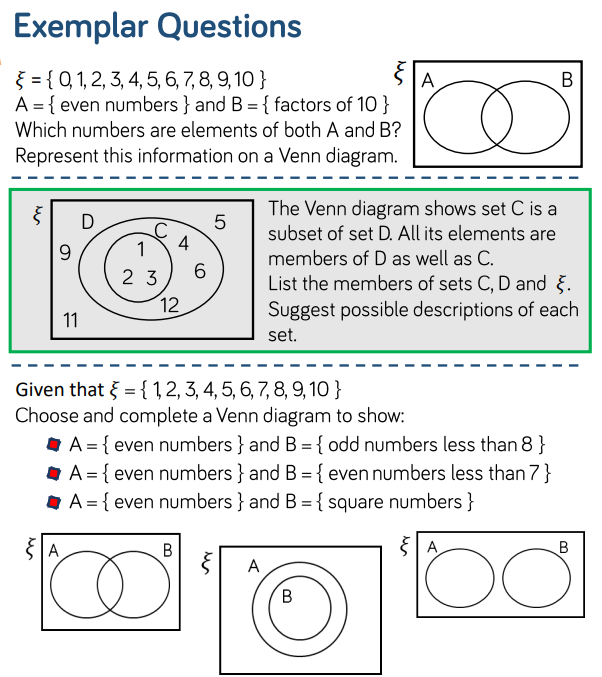 Exemplar Questions
ξ = { 0, 1, 2, 3, 4, 5, 6, 7, 8, 9, 10 }
A = { even numbers } and B = { factors of 10 }
Which numbers are elements of both A and B?
Represent this information on a Venn diagram.
ξ A B
ξ D C 5
9 1 4
2 3 6
12
11
The Venn diagram shows set C is a
subset of set D. All its elements are
members of D as well as C.
List the members of sets C, D and ξ.
Suggest possible descriptions of each
set.
Given that ξ = { 1, 2, 3, 4, 5, 6, 7, 8, 9, 10 }
Choose and complete a Venn diagram to show:
A = { even numbers } and B = { odd numbers less than 8 }
A = { even numbers } and B = { even numbers less than 7 }
A = { even numbers } and B = { square numbers }
ξ A B
ξ A
B
ξ A B